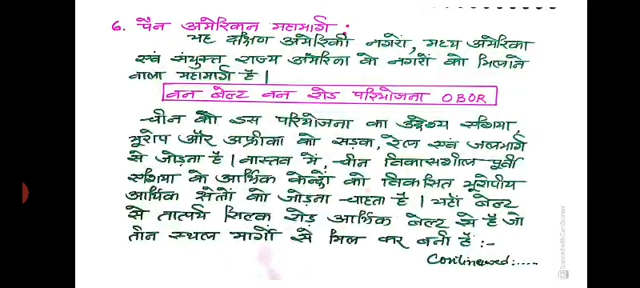 6. पैन अमेरिकन महामार्ग :
यह दक्षिण अमेरिकी नगरों, मध्य अमेरिका
एवं संयुक्त राज्य अमेरिका के नगरों को मिलाने
वाला महामार्ग है।
वन बेल्ट वन रोड परियोजना OBOR
चीन की इस परियोजना का उद्देश्य एशिया,
यूरोप और अफ्रीका को सड़क, रेल एवं जलमार्ग
से जोड़ना है। वास्तव में, चीन विकासशील पूर्वी
एशिया के आर्थिक केन्द्रों को विकसित यूरोपीय
आर्थिक क्षेत्रों को जोड़ना चाहता है। यहाँ बेल्ट
से तात्पर्य सिल्क रोड़ आर्थिक बेल्ट से है जो
तीन स्थल मार्गों से मिल कर बनी है :-
Continued:....